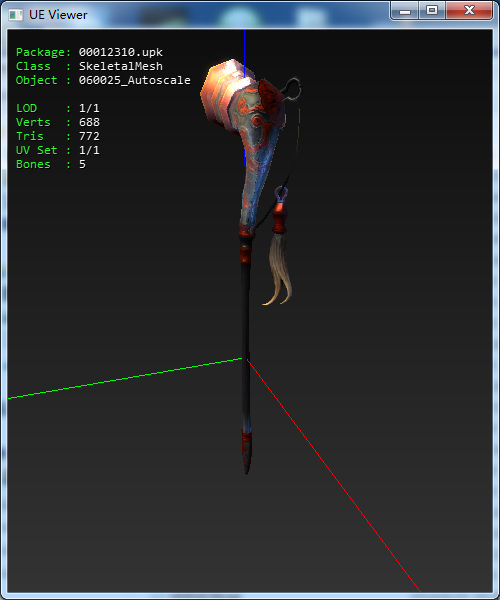 UE Viewer
Package: 00012310.upk
Class  : SkeletalMesh
Object : 060025_Autoscale
LOD    : 1/1
Verts  : 688
Tris   : 772
UV Set : 1/1
Bones  : 5